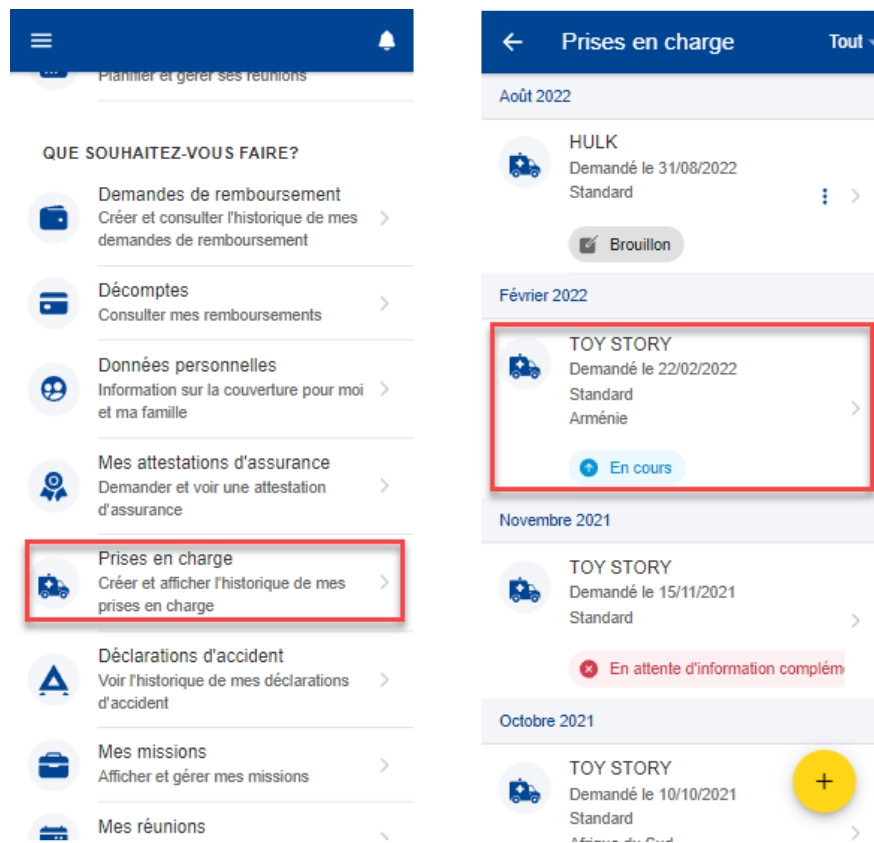 Planifier et gérer ses réunions
QUE SOUHAITEZ-VOUS FAIRE?
Demandes de remboursement
Créer et consulter l'historique de mes
demandes de remboursement
Décomptes
Consulter mes remboursements
Données personnelles
Information sur la couverture pour moi
et ma famille
Mes attestations d'assurance
Demander et voir une attestation
d'assurance
Prises en charge
Créer et afficher l'historique de mes
prises en charge
Déclarations d'accident
Voir l'historique de mes déclarations
d'accident
Mes missions
Afficher et gérer mes missions
Mes réunions
Prises en charge Tout
Août 2022
HULK
Demandé le 31/08/2022
Standard
Brouillon
Février 2022
TOY STORY
Demandé le 22/02/2022
Standard
Arménie
En cours
Novembre 2021
TOY STORY
Demandé le 15/11/2021
Standard
En attente d'information complém
Octobre 2021
TOY STORY
Demandé le 10/10/2021
Standard
Afrique du Sud